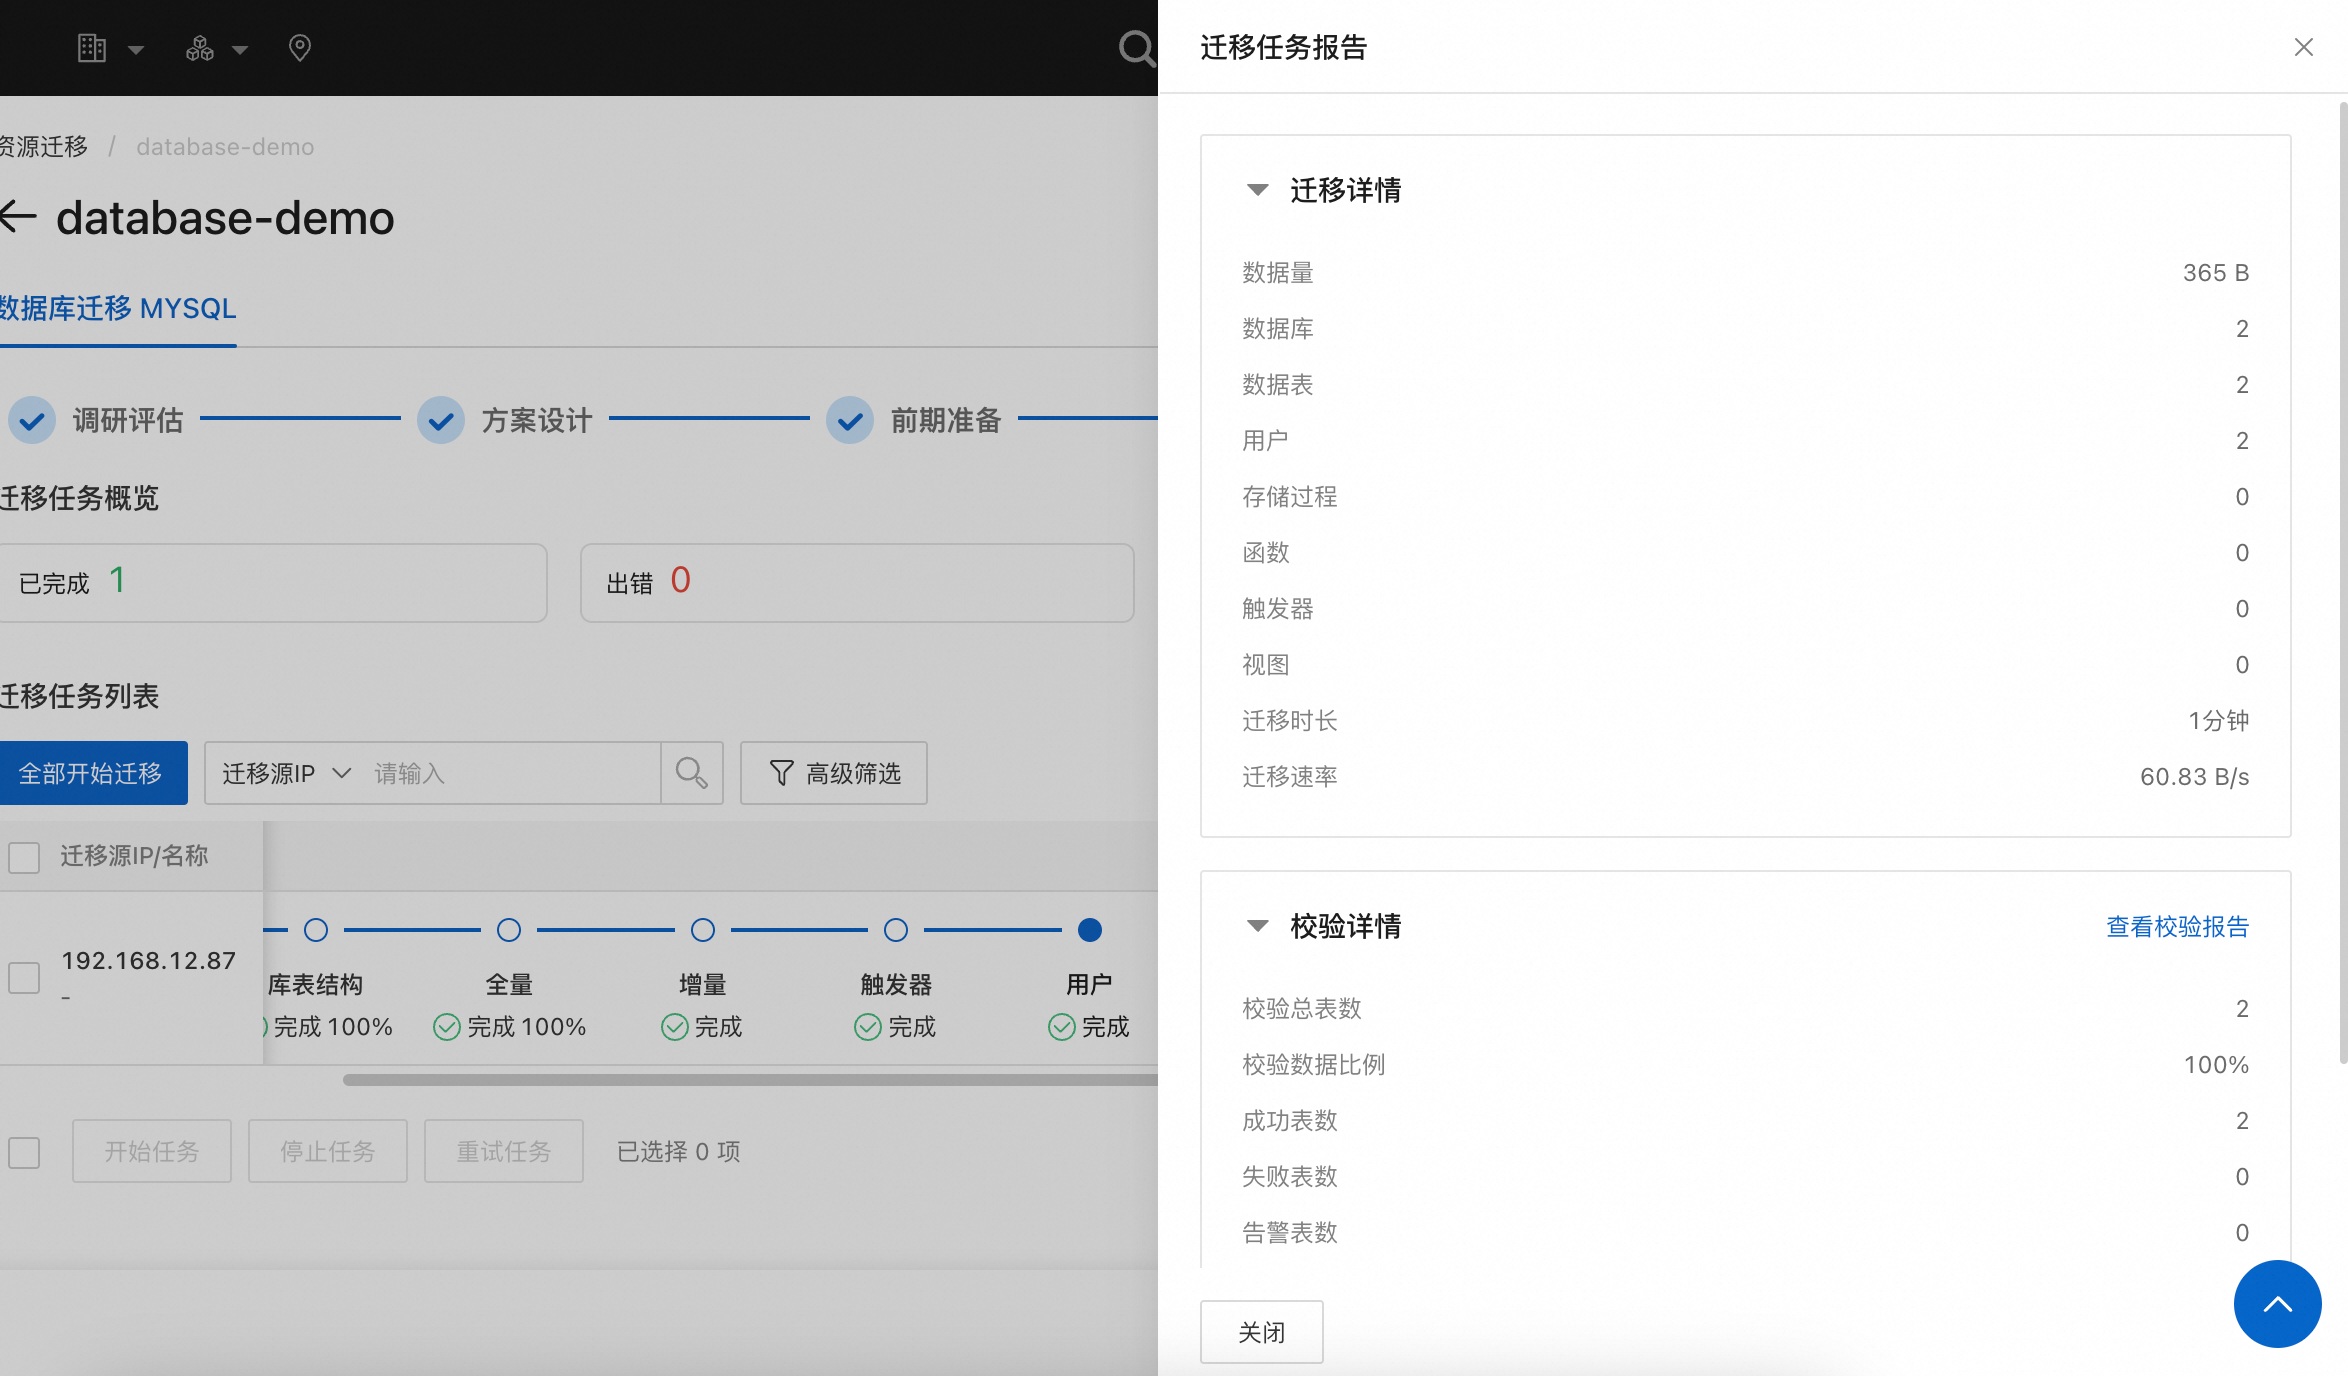 迁移任务报告
资源迁移 / database-demo
database-demo
数据库迁移 MYSQL
调研评估
方案设计
前期准备
迁移任务概览
已完成 1
出错 0
迁移任务列表
全部开始迁移
迁移源IP
请输入
高级筛选
迁移源IP/名称
192.168.12.87
-
库表结构
全量
增量
触发器
用户
完成 100%
完成 100%
完成
完成
完成
开始任务
停止任务
重试任务
已选择 0 项
迁移详情
数据量 365 B
数据库 2
数据表 2
用户 2
存储过程 0
函数 0
触发器 0
视图 0
迁移时长 1分钟
迁移速率 60.83 B/s
校验详情 查看校验报告
校验总表数 2
校验数据比例 100%
成功表数 2
失败表数 0
告警表数 0
关闭